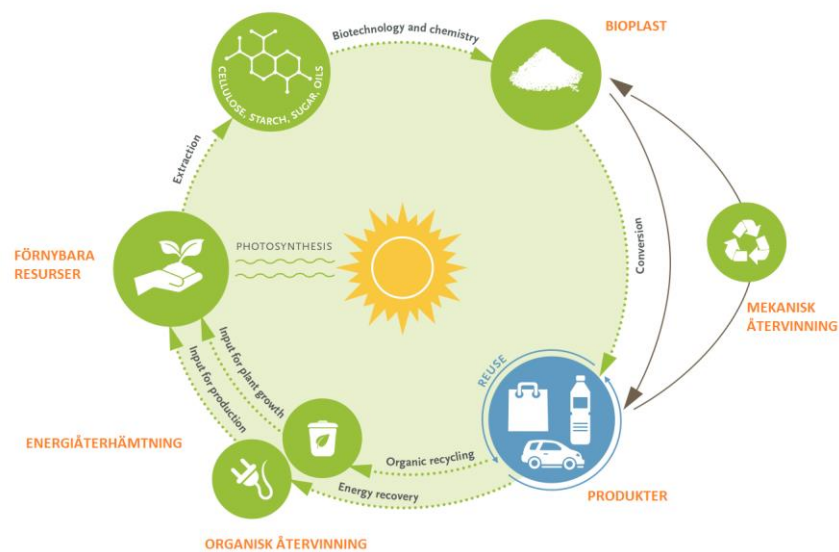 Biotechnology and chemistry
BIOPLAST
CELLULOSE, STARCH, SUGAR, OILS
Extraction
FÖRNYBARA
RESURSER
PHOTOSYNTHESIS
Conversion
MEKANISK
ÅTERVINNING
Input for plant growth
Input for production
REUSE
ENERGIÅTERHÄMTNING
Organic recycling
Energy recovery
PRODUKTER
ORGANISK ÅTERVINNING